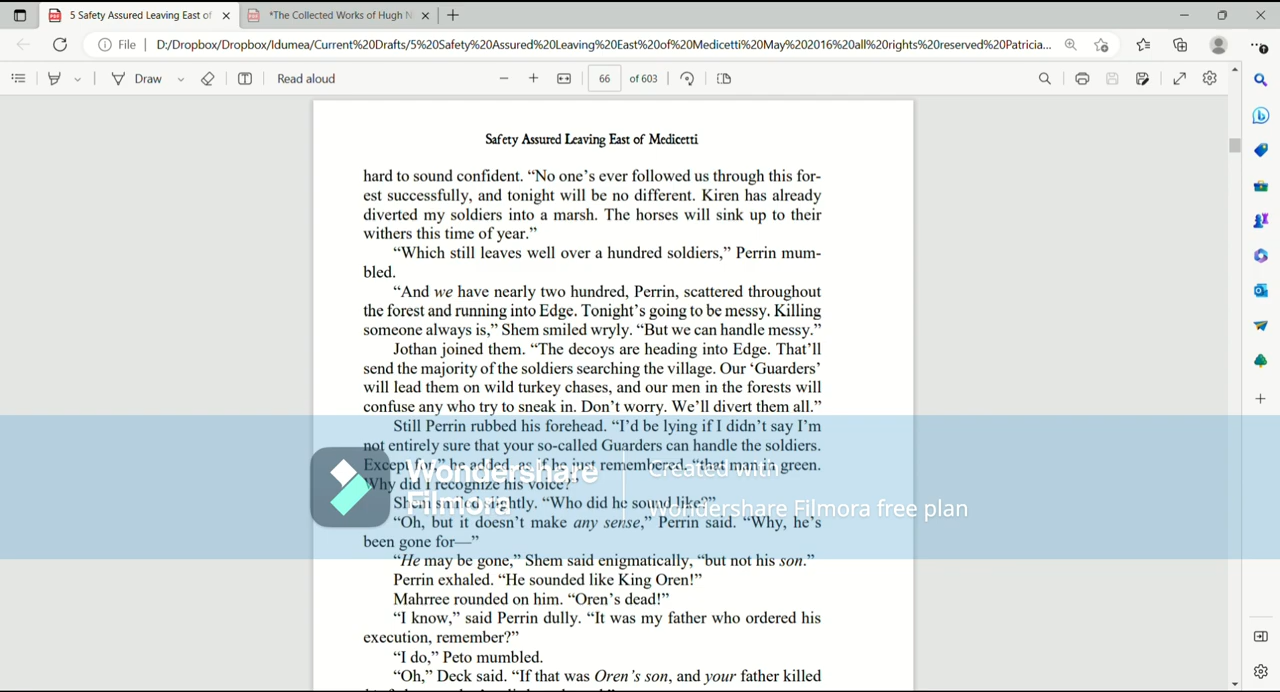 5 Safety Assured Leaving East of
*The Collected Works of Hugh N
File
D:/Dropbox/Dropbox/Idumea/Current%20Drafts/5%20Safety%20Assured%20Leaving%20East%20of%20Medicetti%20May%202016%20all%20rights%20reserved%20Patricia...
Draw
Read aloud
66 of 603
Safety Assured Leaving East of Medicetti
hard to sound confident. “No one’s ever followed us through this for-
est successfully, and tonight will be no different. Kiren has already
diverted my soldiers into a marsh. The horses will sink up to their
withers this time of year.”
“Which still leaves well over a hundred soldiers,” Perrin mum-
bled.
“And we have nearly two hundred, Perrin, scattered throughout
the forest and running into Edge. Tonight’s going to be messy. Killing
someone always is,” Shem smiled wryly. “But we can handle messy.”
Jothan joined them. “The decoys are heading into Edge. That’ll
send the majority of the soldiers searching the village. Our ‘Guarders’
will lead them on wild turkey chases, and our men in the forests will
confuse any who try to sneak in. Don’t worry. We’ll divert them all.”
Still Perrin rubbed his forehead. “I’d be lying if I didn’t say I’m
not entirely sure that your so-called Guarders can handle the soldiers.
Except for,” he added, as if he just remembered, “that man in green.
Why did I recognize his voice?”
Shem smiled slightly. “Who did he sound like?”
“Oh, but it doesn’t make any sense,” Perrin said. “Why, he’s
been gone for—”
“He may be gone,” Shem said enigmatically, “but not his son.”
Perrin exhaled. “He sounded like King Oren!”
Mahrree rounded on him. “Oren’s dead!”
“I know,” said Perrin dully. “It was my father who ordered his
execution, remember?”
“I do,” Peto mumbled.
“Oh,” Deck said. “If that was Oren’s son, and your father killed
Wondershare
Filmora
Created with
Wondershare Filmora free plan